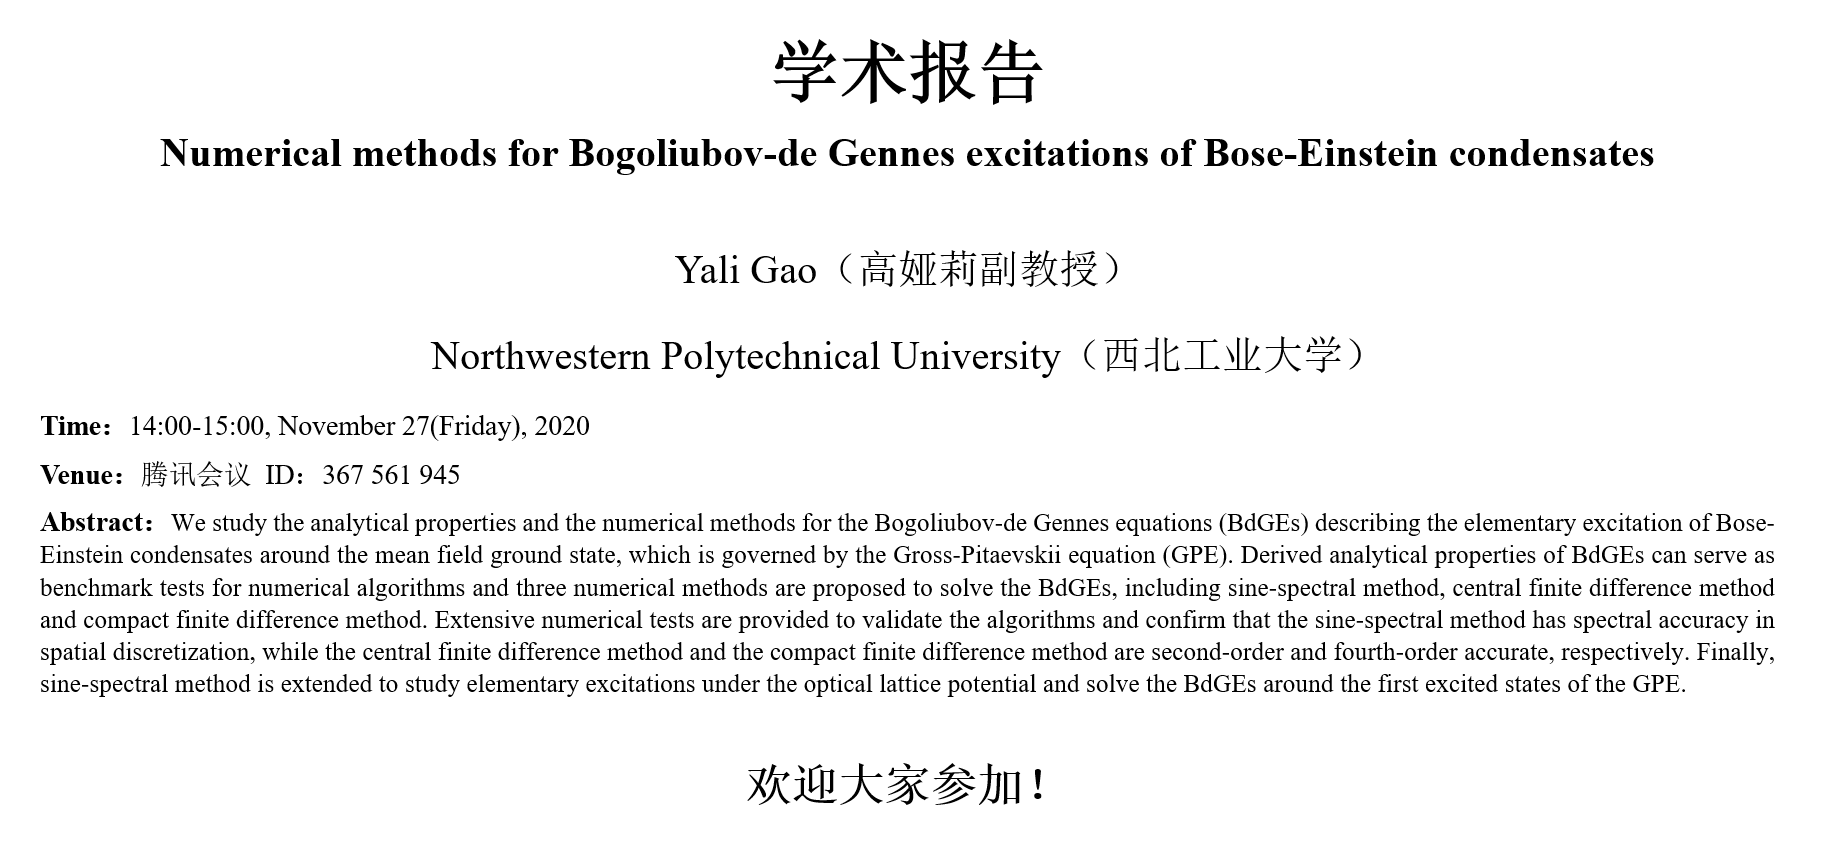 学术报告
Numerical methods for Bogoliubov-de Gennes excitations of Bose-Einstein condensates
Yali Gao（高娅莉副教授）
Northwestern Polytechnical University（西北工业大学）
Time：14:00-15:00, November 27(Friday), 2020
Venue：腾讯会议 ID：367 561 945
Abstract：We study the analytical properties and the numerical methods for the Bogoliubov-de Gennes equations (BdGEs) describing the elementary excitation of Bose-
Einstein condensates around the mean field ground state, which is governed by the Gross-Pitaevskii equation (GPE). Derived analytical properties of BdGEs can serve as
benchmark tests for numerical algorithms and three numerical methods are proposed to solve the BdGEs, including sine-spectral method, central finite difference method
and compact finite difference method. Extensive numerical tests are provided to validate the algorithms and confirm that the sine-spectral method has spectral accuracy in
spatial discretization, while the central finite difference method and the compact finite difference method are second-order and fourth-order accurate, respectively. Finally,
sine-spectral method is extended to study elementary excitations under the optical lattice potential and solve the BdGEs around the first excited states of the GPE.
欢迎大家参加！